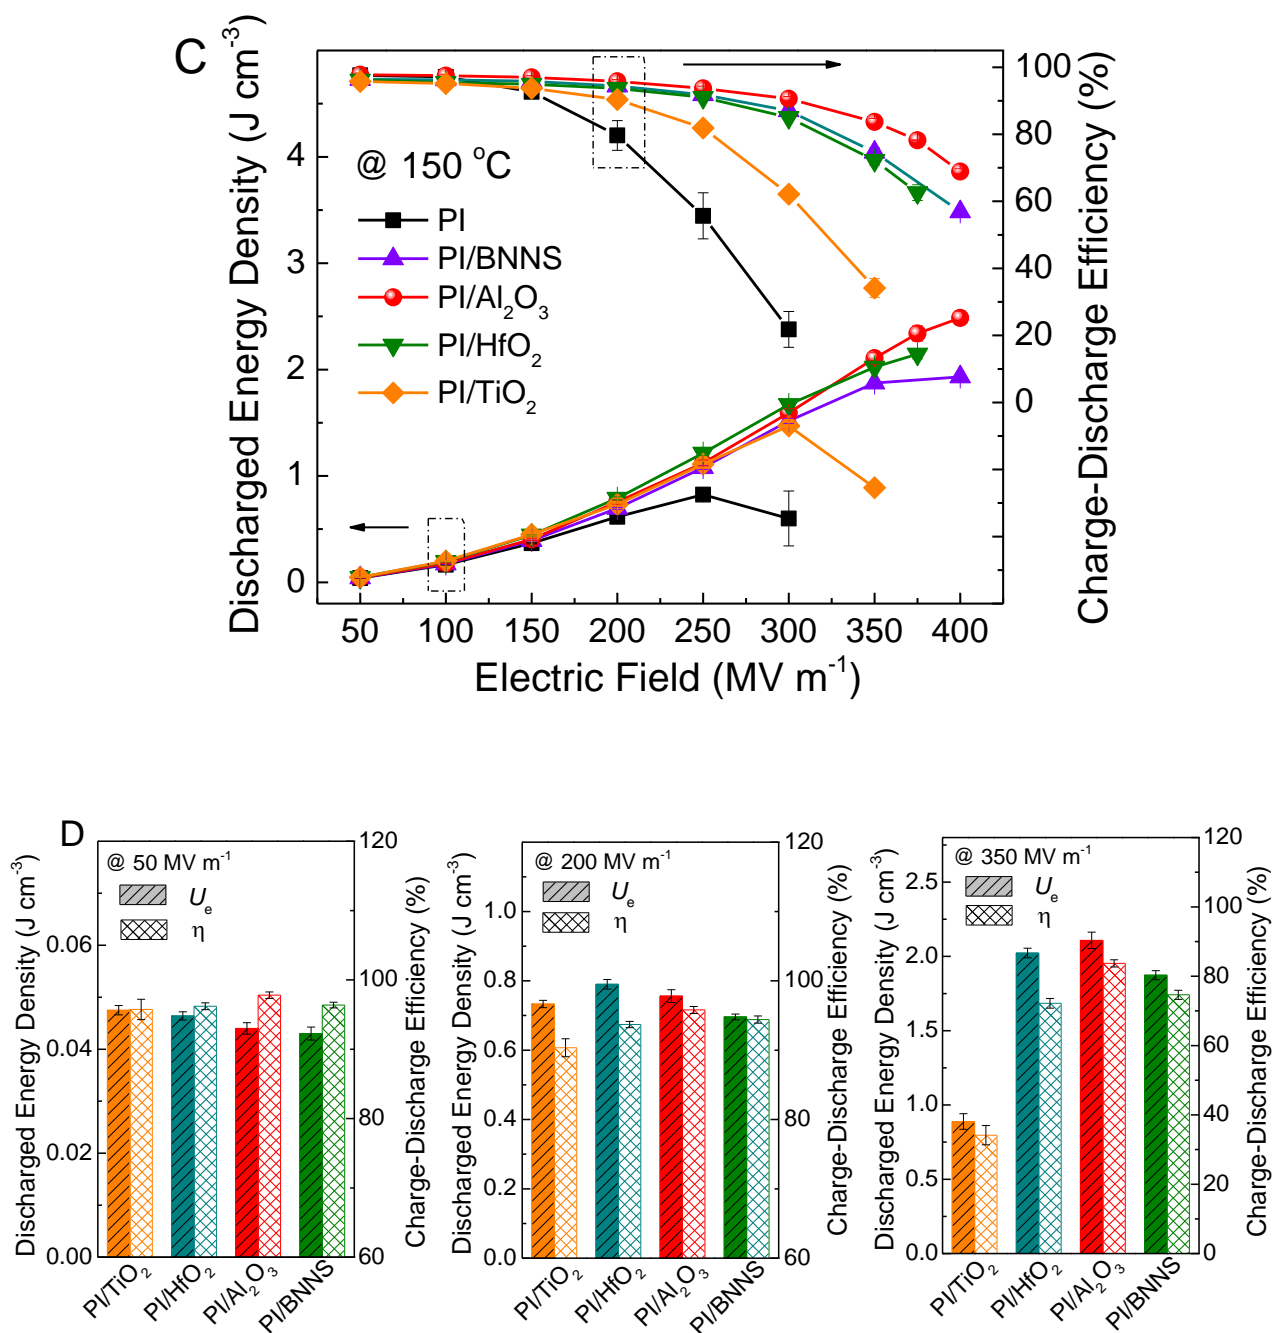 C
Discharged Energy Density (J cm⁻³)
4
3
2
1
0
@ 150 °C
PI
PI/BNNS
PI/Al₂O₃
PI/HfO₂
PI/TiO₂
100
80
60
40
20
0
Charge-Discharge Efficiency (%)
50 100 150 200 250 300 350 400
Electric Field (MV m⁻¹)
D
Discharged Energy Density (J cm⁻³)
0.06
0.04
0.02
0.00
@ 50 MV m⁻¹
Uₑ
η
120
100
80
60
Charge-Discharge Efficiency (%)
PI/TiO₂ PI/HfO₂ PI/Al₂O₃ PI/BNNS
Discharged Energy Density (J cm⁻³)
1.0
0.8
0.6
0.4
0.2
0.0
@ 200 MV m⁻¹
Uₑ
η
120
100
80
60
Charge-Discharge Efficiency (%)
PI/TiO₂ PI/HfO₂ PI/Al₂O₃ PI/BNNS
Discharged Energy Density (J cm⁻³)
2.5
2.0
1.5
1.0
0.5
0.0
@ 350 MV m⁻¹
Uₑ
η
120
100
80
60
40
20
0
Charge-Discharge Efficiency (%)
PI/TiO₂ PI/HfO₂ PI/Al₂O₃ PI/BNNS